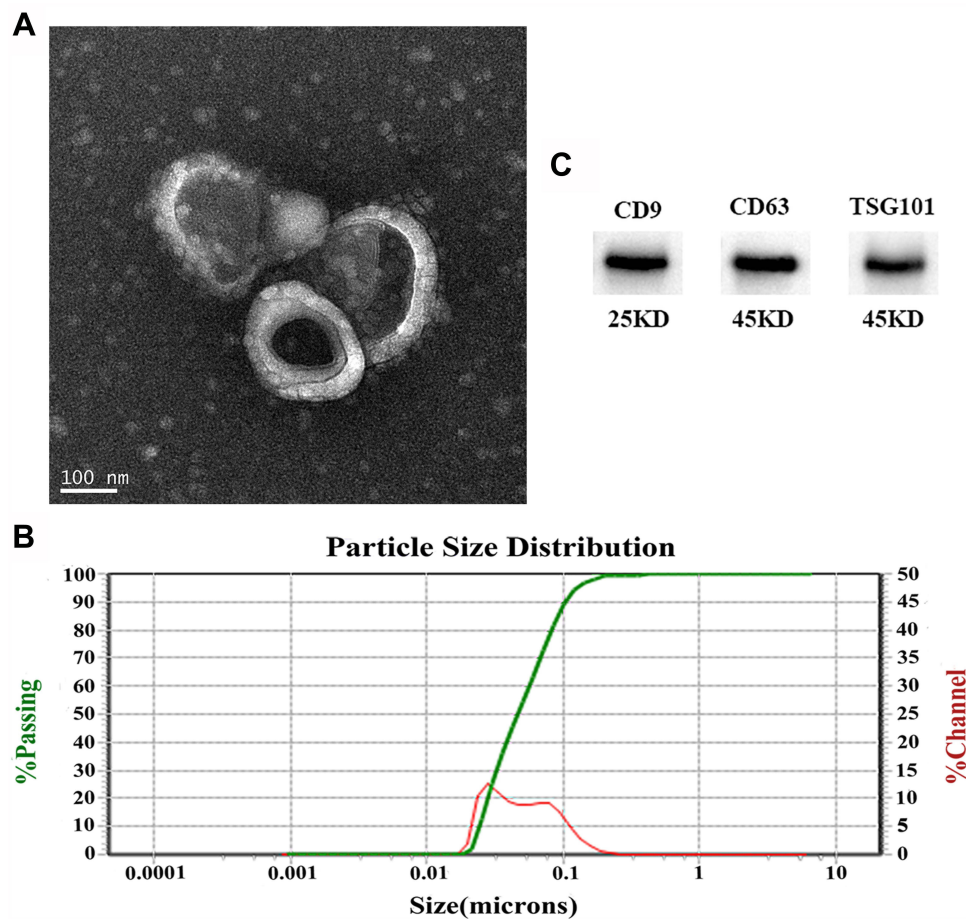 A
100 nm
C
CD9 CD63 TSG101
25KD 45KD 45KD
B
Particle Size Distribution
%Passing
100
90
80
70
60
50
40
30
20
10
0
50
45
40
35
30
25
20
15
10
5
0
%Channel
0.0001 0.001 0.01 0.1 1 10
Size(microns)